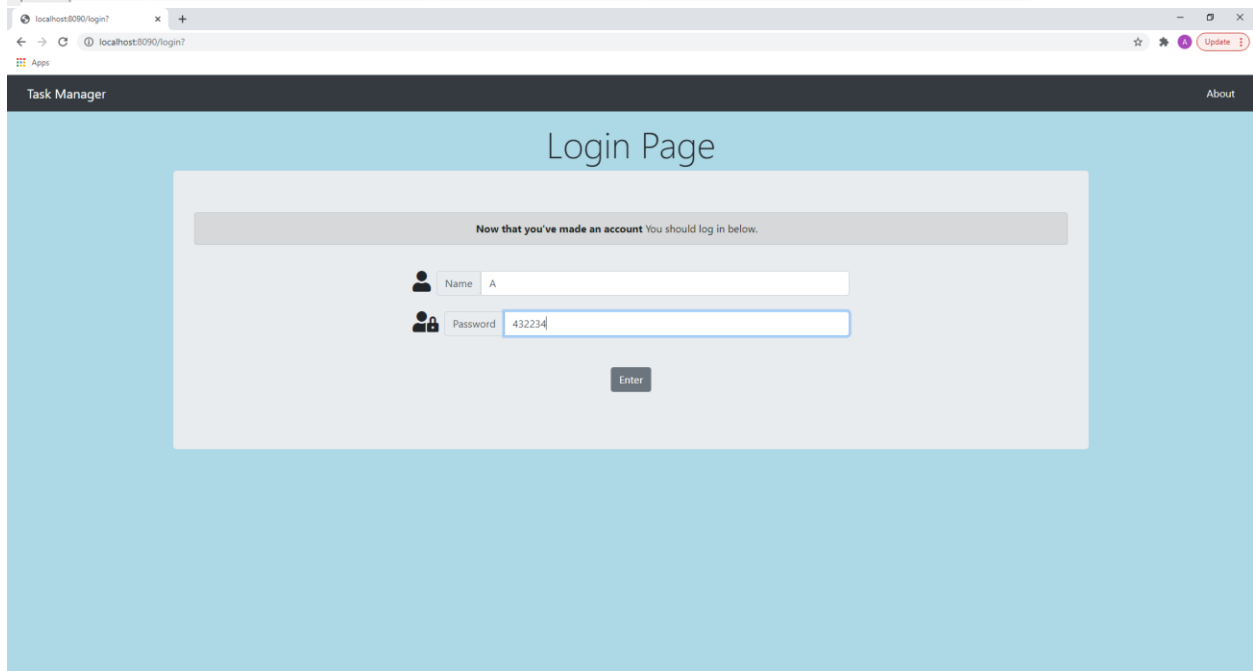 localhost:8090/login?
localhost:8090/login?
A Update
Apps
Task Manager About
Login Page
Now that you've made an account You should log in below.
Name A
Password 432234
Enter